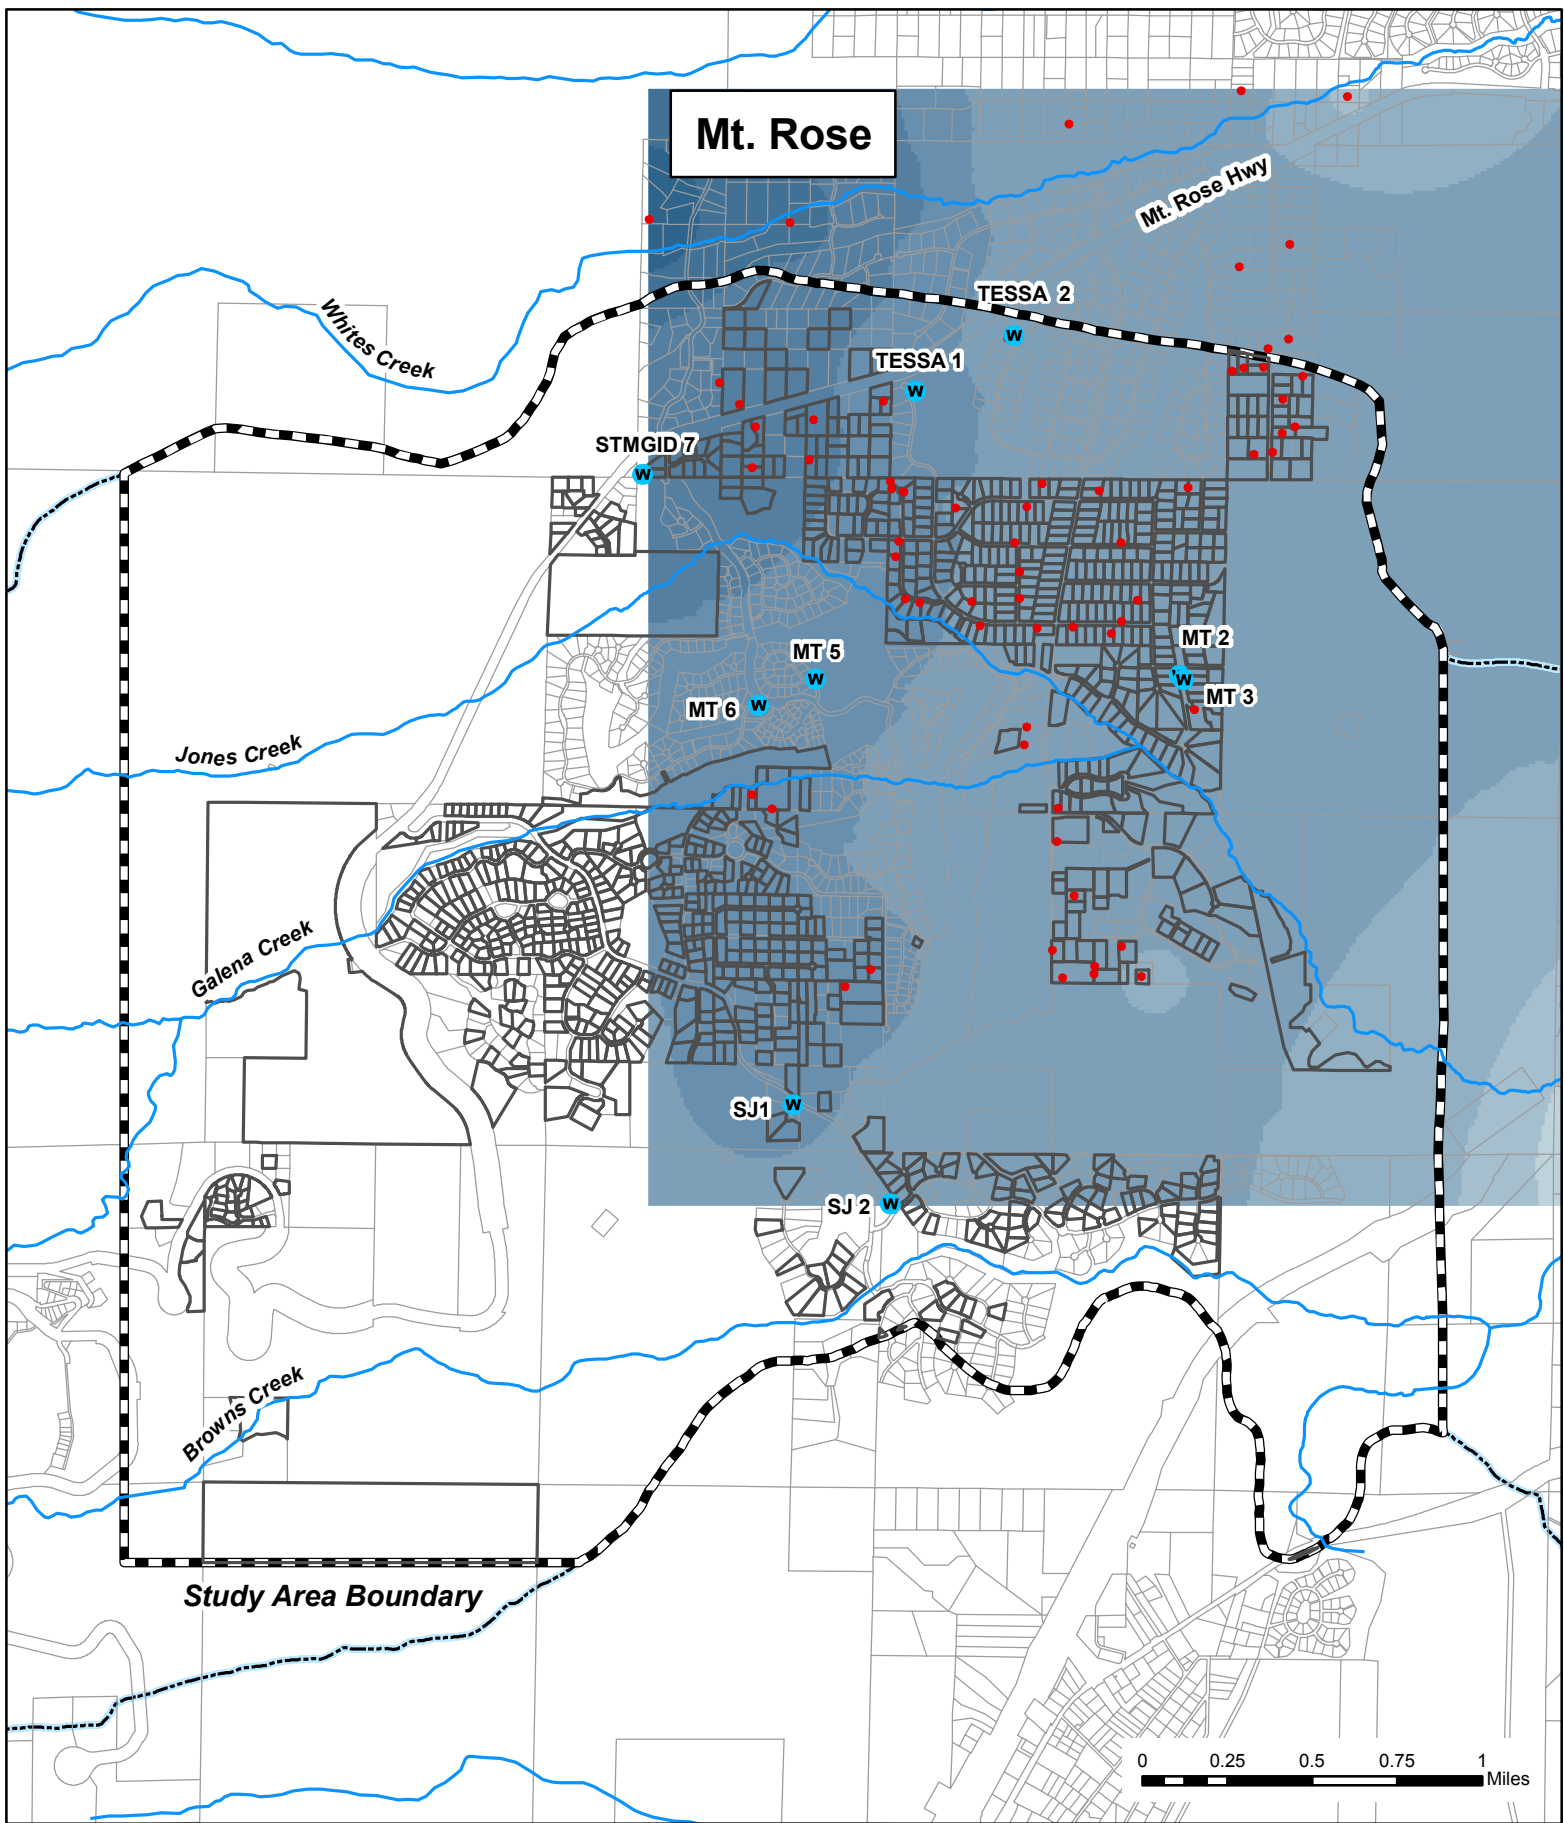 Mt. Rose
Mt. Rose Hwy
TESSA 2
Whites Creek
TESSA 1
STMGID 7
W
W
W
MT 2
MT 5
W
W
MT 3
MT 6
W
Jones Creek
Galena Creek
SJ1
W
SJ 2
W
Browns Creek
Study Area Boundary
0 0.25 0.5 0.75 1
Miles